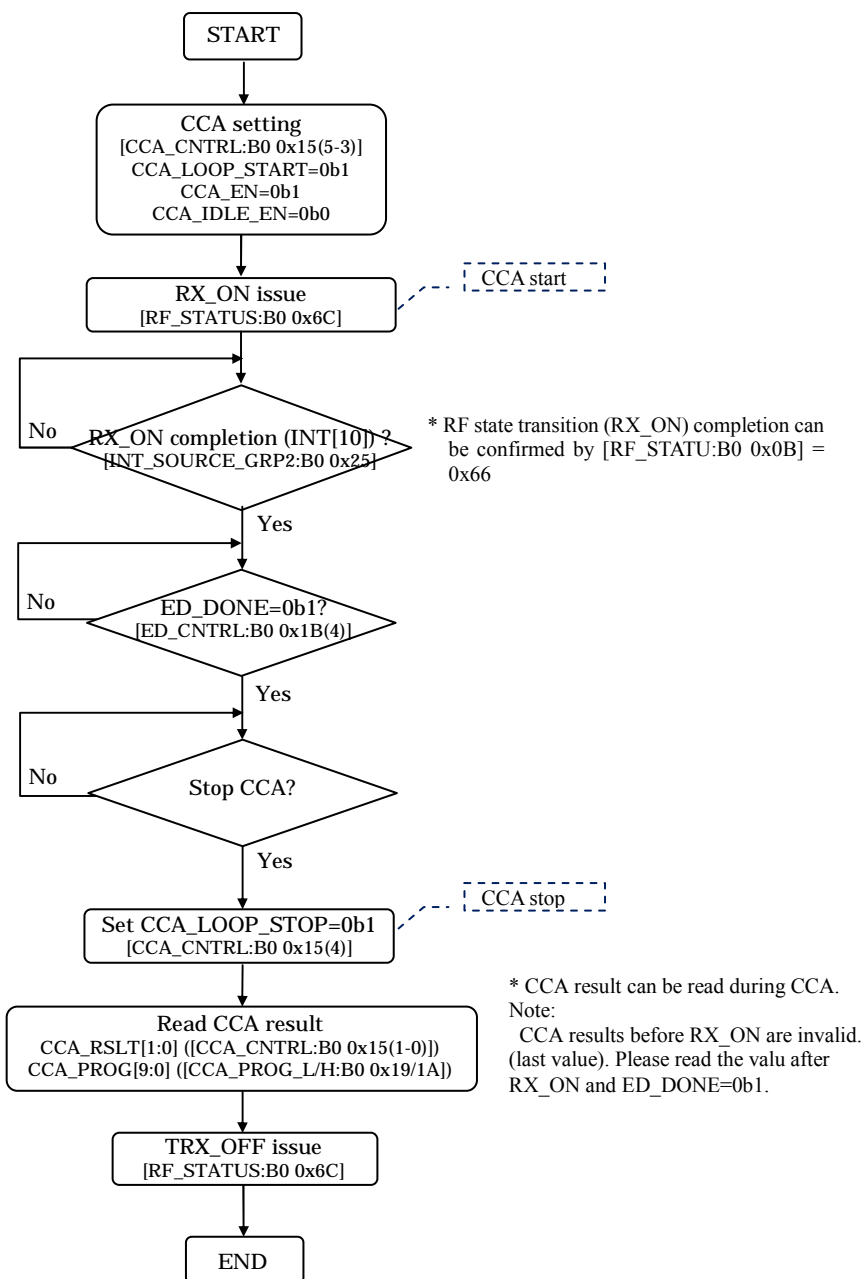 START
CCA setting
[CCA_CNTRL:B0 0x15(5-3)]
CCA_LOOP_START=0b1
CCA_EN=0b1
CCA_IDLE_EN=0b0
CCA start
RX_ON issue
[RF_STATUS:B0 0x6C]
No
RX_ON completion (INT[10]) ?
[INT_SOURCE_GRP2:B0 0x25]
* RF state transition (RX_ON) completion can
be confirmed by [RF_STATU:B0 0x0B] =
0x66
Yes
No
ED_DONE=0b1?
[ED_CNTRL:B0 0x1B(4)]
Yes
No
Stop CCA?
Yes
CCA stop
Set CCA_LOOP_STOP=0b1
[CCA_CNTRL:B0 0x15(4)]
Read CCA result
CCA_RSLT[1:0] ([CCA_CNTRL:B0 0x15(1-0)])
CCA_PROG[9:0] ([CCA_PROG_L/H:B0 0x19/1A])
* CCA result can be read during CCA.
Note:
CCA results before RX_ON are invalid.
(last value). Please read the valu after
RX_ON and ED_DONE=0b1.
TRX_OFF issue
[RF_STATUS:B0 0x6C]
END